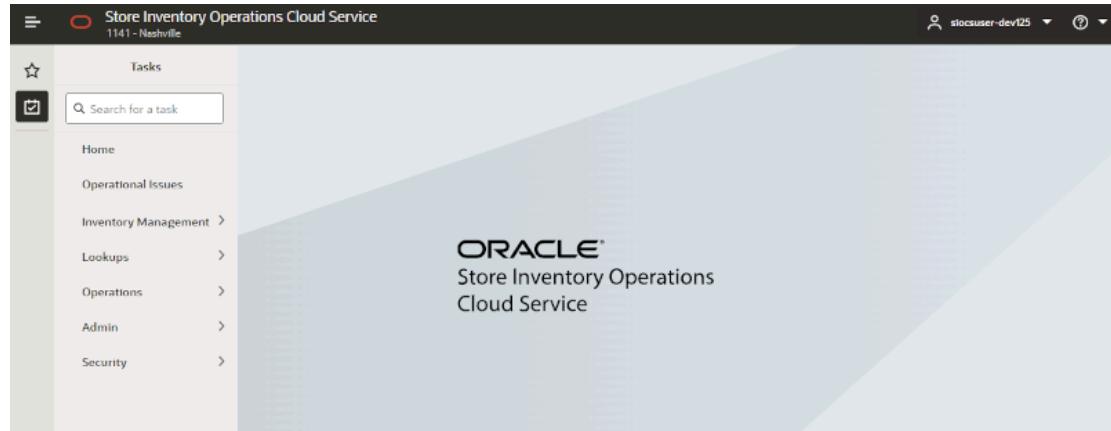 Store Inventory Operations Cloud Service
1141 - Nashville
siocsuser-dev125
Tasks
Search for a task
Home
Operational Issues
Inventory Management
Lookups
Operations
Admin
Security
ORACLE®
Store Inventory Operations
Cloud Service